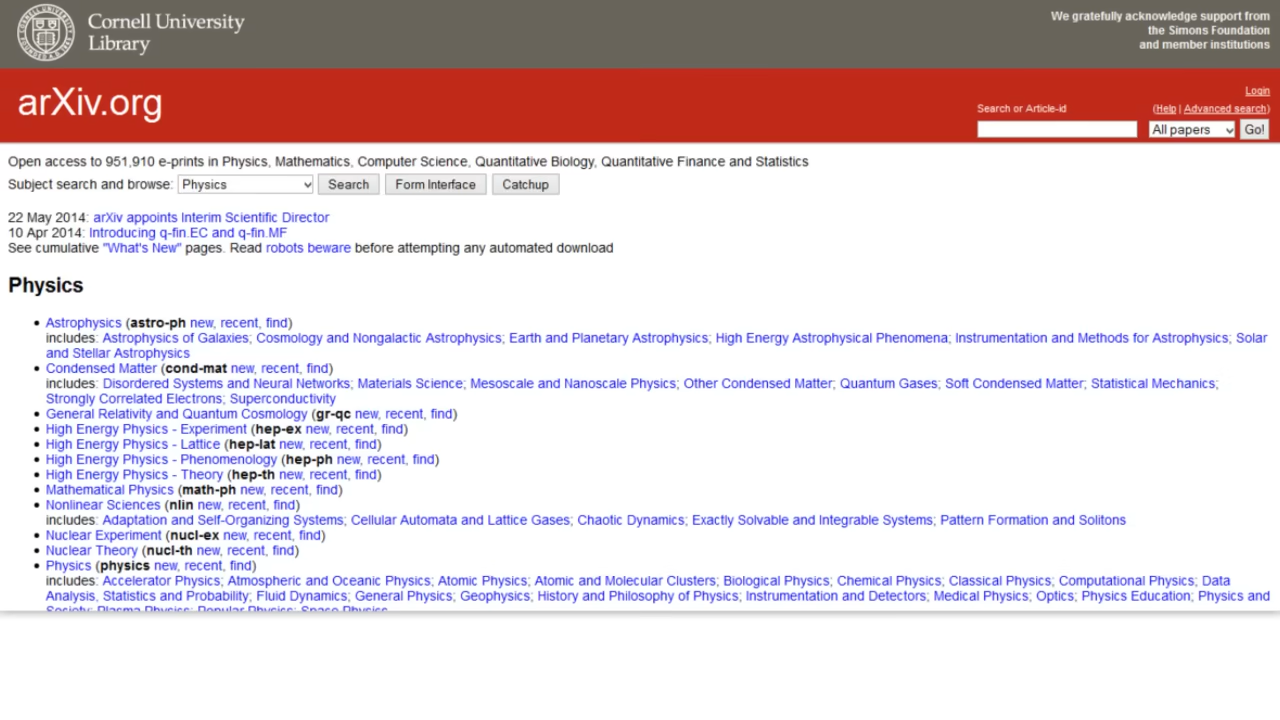 Cornell University
Library
We gratefully acknowledge support from
the Simons Foundation
and member institutions
arXiv.org
Login
Search or Article-id
(Help | Advanced search)
All papers
Go!
Open access to 951,910 e-prints in Physics, Mathematics, Computer Science, Quantitative Biology, Quantitative Finance and Statistics
Subject search and browse: Physics Search Form Interface Catchup
22 May 2014: arXiv appoints Interim Scientific Director
10 Apr 2014: Introducing q-fin.EC and q-fin.MF
See cumulative "What's New" pages. Read robots beware before attempting any automated download
Physics
Astrophysics (astro-ph new, recent, find)
includes: Astrophysics of Galaxies; Cosmology and Nongalactic Astrophysics; Earth and Planetary Astrophysics; High Energy Astrophysical Phenomena; Instrumentation and Methods for Astrophysics; Solar
and Stellar Astrophysics
Condensed Matter (cond-mat new, recent, find)
includes: Disordered Systems and Neural Networks; Materials Science; Mesoscale and Nanoscale Physics; Other Condensed Matter; Quantum Gases; Soft Condensed Matter; Statistical Mechanics;
Strongly Correlated Electrons; Superconductivity
General Relativity and Quantum Cosmology (gr-qc new, recent, find)
High Energy Physics - Experiment (hep-ex new, recent, find)
High Energy Physics - Lattice (hep-lat new, recent, find)
High Energy Physics - Phenomenology (hep-ph new, recent, find)
High Energy Physics - Theory (hep-th new, recent, find)
Mathematical Physics (math-ph new, recent, find)
Nonlinear Sciences (nlin new, recent, find)
includes: Adaptation and Self-Organizing Systems; Cellular Automata and Lattice Gases; Chaotic Dynamics; Exactly Solvable and Integrable Systems; Pattern Formation and Solitons
Nuclear Experiment (nucl-ex new, recent, find)
Nuclear Theory (nucl-th new, recent, find)
Physics (physics new, recent, find)
includes: Accelerator Physics; Atmospheric and Oceanic Physics; Atomic Physics; Atomic and Molecular Clusters; Biological Physics; Chemical Physics; Classical Physics; Computational Physics; Data
Analysis, Statistics and Probability; Fluid Dynamics; General Physics; Geophysics; History and Philosophy of Physics; Instrumentation and Detectors; Medical Physics; Optics; Physics Education; Physics and
Society; Plasma Physics; Popular Physics; Space Physics